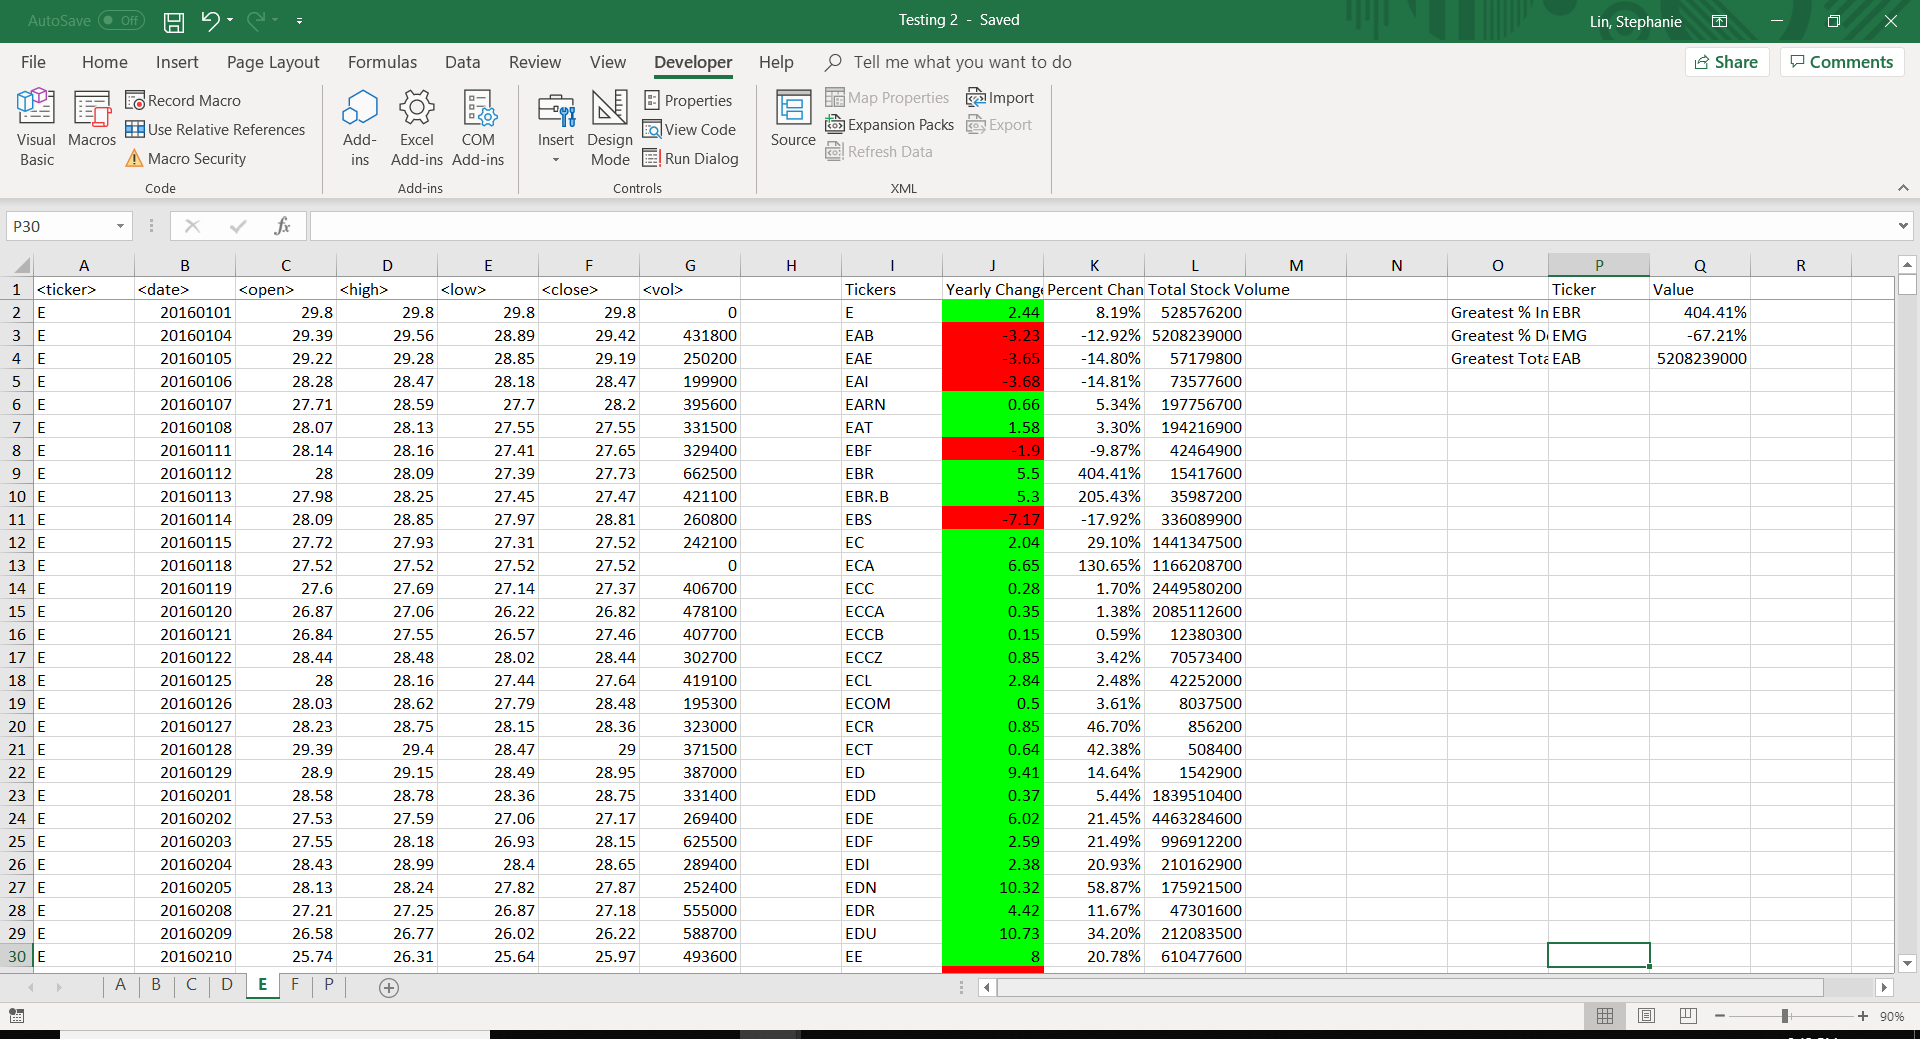 AutoSave Off Testing 2 - Saved Lin, Stephanie
File Home Insert Page Layout Formulas Data Review View Developer Help Tell me what you want to do Share Comments
Visual Basic
Macros
Record Macro
Use Relative References
Macro Security
Code
Add-ins
Excel Add-ins
COM Add-ins
Add-ins
Insert
Design Mode
Properties
View Code
Run Dialog
Controls
Source
Map Properties
Expansion Packs
Refresh Data
Import
Export
XML
P30 fx
A B C D E F G H I J K L M N O P Q R
1 <ticker> <date> <open> <high> <low> <close> <vol> Tickers Yearly Change Percent Chan Total Stock Volume Ticker Value
2 E 20160101 29.8 29.8 29.8 29.8 0 E 2.44 8.19% 528576200 Greatest % In EBR 404.41%
3 E 20160104 29.39 29.56 28.89 29.42 431800 EAB -3.23 -12.92% 5208239000 Greatest % De EMG -67.21%
4 E 20160105 29.22 29.28 28.85 29.19 250200 EAE -3.65 -14.80% 57179800 Greatest Tota EAB 5208239000
5 E 20160106 28.28 28.47 28.18 28.47 199900 EAI -3.68 -14.81% 73577600
6 E 20160107 27.71 28.59 27.7 28.2 395600 EARN 0.66 5.34% 197756700
7 E 20160108 28.07 28.13 27.55 27.55 331500 EAT 1.58 3.30% 194216900
8 E 20160111 28.14 28.16 27.41 27.65 329400 EBF -1.9 -9.87% 42464900
9 E 20160112 28 28.09 27.39 27.73 662500 EBR 5.5 404.41% 15417600
10 E 20160113 27.98 28.25 27.45 27.47 421100 EBR.B 5.3 205.43% 35987200
11 E 20160114 28.09 28.85 27.97 28.81 260800 EBS -7.17 -17.92% 336089900
12 E 20160115 27.72 27.93 27.31 27.52 242100 EC 2.04 29.10% 1441347500
13 E 20160118 27.52 27.52 27.52 27.52 0 ECA 6.65 130.65% 1166208700
14 E 20160119 27.6 27.69 27.14 27.37 406700 ECC 0.28 1.70% 2449580200
15 E 20160120 26.87 27.06 26.22 26.82 478100 ECCA 0.35 1.38% 2085112600
16 E 20160121 26.84 27.55 26.57 27.46 407700 ECCB 0.15 0.59% 12380300
17 E 20160122 28.44 28.48 28.02 28.44 302700 ECCZ 0.85 3.42% 70573400
18 E 20160125 28 28.16 27.44 27.64 419100 ECL 2.84 2.48% 42252000
19 E 20160126 28.03 28.62 27.79 28.48 195300 ECOM 0.5 3.61% 8037500
20 E 20160127 28.23 28.75 28.15 28.36 323000 ECR 0.85 46.70% 856200
21 E 20160128 29.39 29.4 28.47 29 371500 ECT 0.64 42.38% 508400
22 E 20160129 28.9 29.15 28.49 28.95 387000 ED 9.41 14.64% 1542900
23 E 20160201 28.58 28.78 28.36 28.75 331400 EDD 0.37 5.44% 1839510400
24 E 20160202 27.53 27.59 27.06 27.17 269400 EDE 6.02 21.45% 4463284600
25 E 20160203 27.55 28.18 26.93 28.15 625500 EDF 2.59 21.49% 996912200
26 E 20160204 28.43 28.99 28.4 28.65 289400 EDI 2.38 20.93% 210162900
27 E 20160205 28.13 28.24 27.82 27.87 252400 EDN 10.32 58.87% 175921500
28 E 20160208 27.21 27.25 26.87 27.18 555000 EDR 4.42 11.67% 47301600
29 E 20160209 26.58 26.77 26.02 26.22 588700 EDU 10.73 34.20% 212083500
30 E 20160210 25.74 26.31 25.64 25.97 493600 EE 8 20.78% 610477600
A B C D E F P
90%